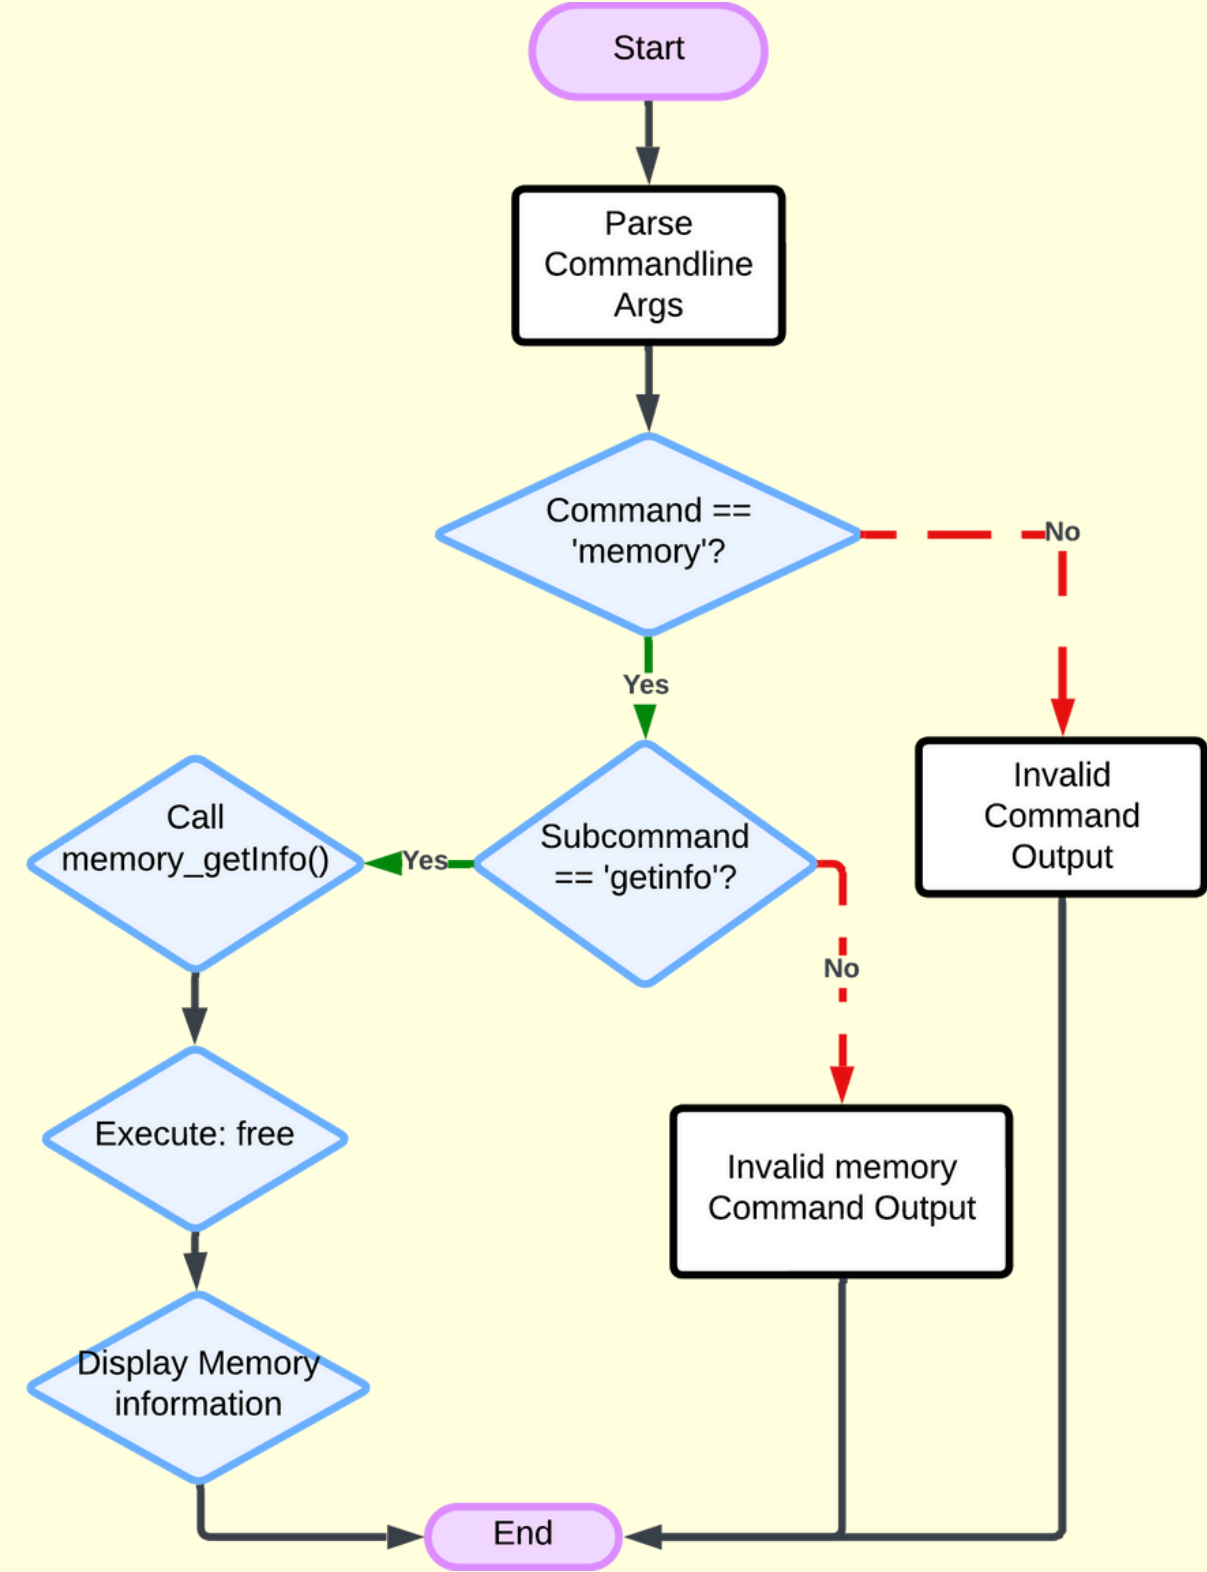 Start
Parse
Commandline
Args
Command ==
'memory'?
No
Yes
Invalid
Command
Output
Call
memory_getInfo()
Yes
Subcommand
== 'getinfo'?
No
Execute: free
Invalid memory
Command Output
Display Memory
information
End